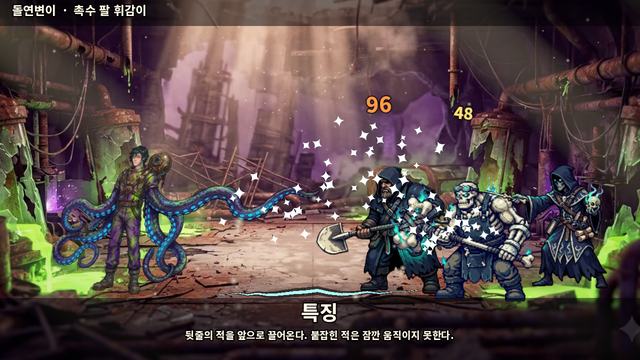 돌연변이 · 촉수 팔 휘감이
96
48
특징
뒷줄의 적을 앞으로 끌어온다. 붙잡힌 적은 잠깐 움직이지 못한다.